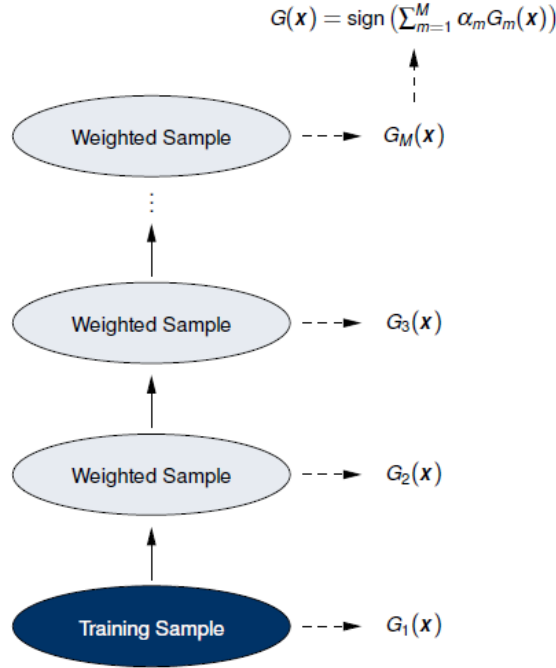 G(x) = sign (∑_{m=1}^{M} α_m G_m(x))
Weighted Sample
G_M(x)
⋮
Weighted Sample
G_3(x)
Weighted Sample
G_2(x)
Training Sample
G_1(x)